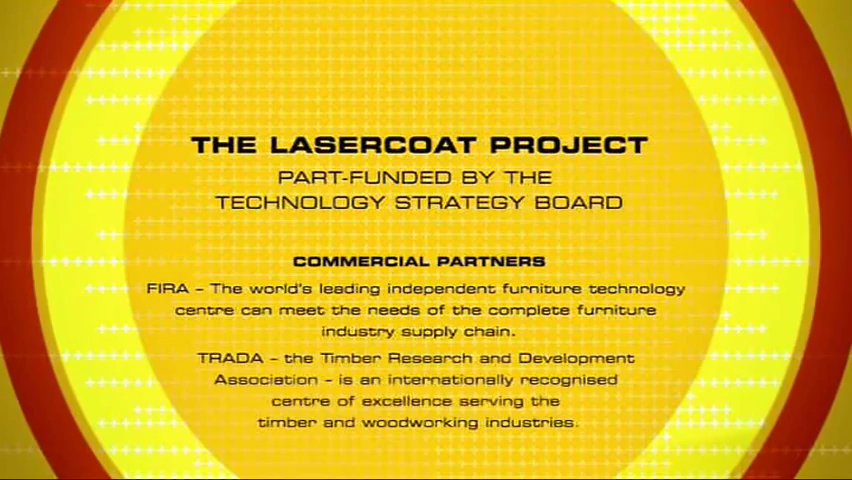 THE LASERCOAT PROJECT
PART-FUNDED BY THE
TECHNOLOGY STRATEGY BOARD
COMMERCIAL PARTNERS
FIRA – The world's leading independent furniture technology
centre can meet the needs of the complete furniture
industry supply chain.
TRADA – the Timber Research and Development
Association – is an internationally recognised
centre of excellence serving the
timber and woodworking industries.